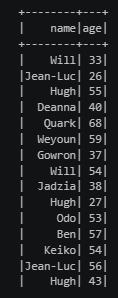 +--------+---+
|    name|age|
+--------+---+
|    Will| 33|
|Jean-Luc| 26|
|    Hugh| 55|
|  Deanna| 40|
|   Quark| 68|
|  Weyoun| 59|
|  Gowron| 37|
|    Will| 54|
|  Jadzia| 38|
|    Hugh| 27|
|     Odo| 53|
|     Ben| 57|
|   Keiko| 54|
|Jean-Luc| 56|
|    Hugh| 43|